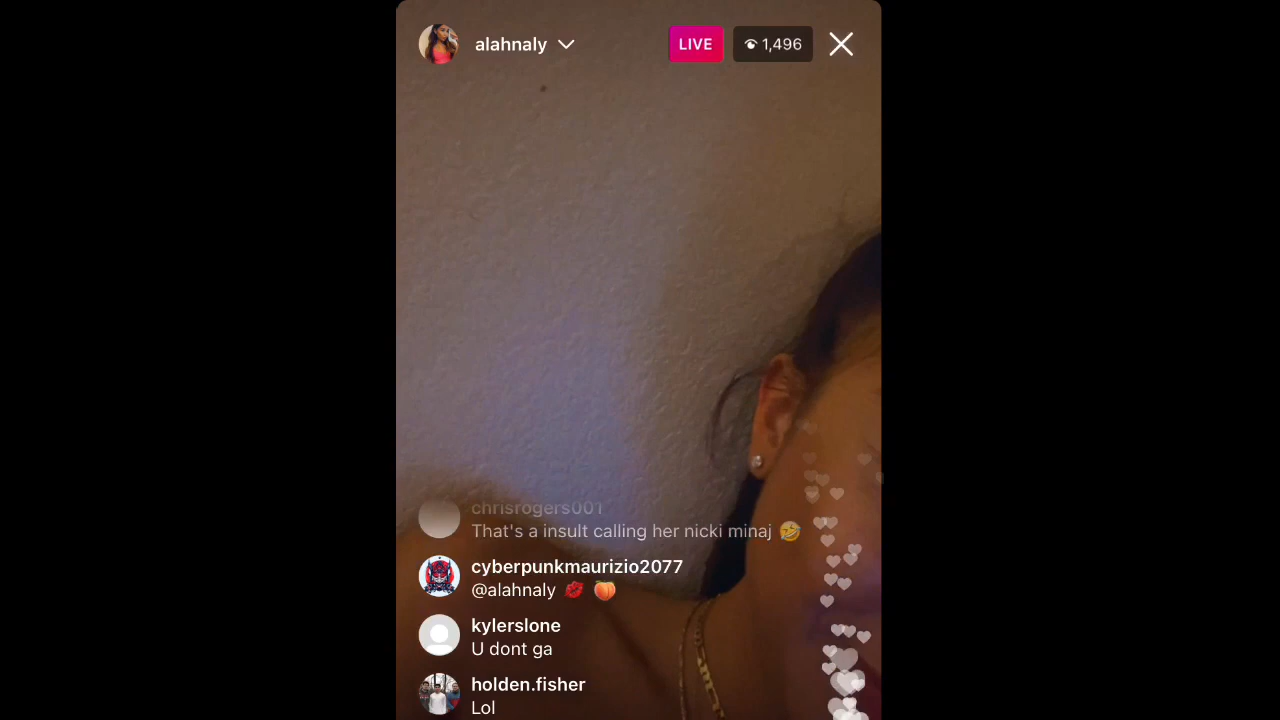 alahnaly
LIVE
1,496
chrisrogers001
That's a insult calling her nicki minaj 🤣
cyberpunkmaurizio2077
@alahnaly 💋 🍑
kylerslone
U dont ga
holden.fisher
Lol